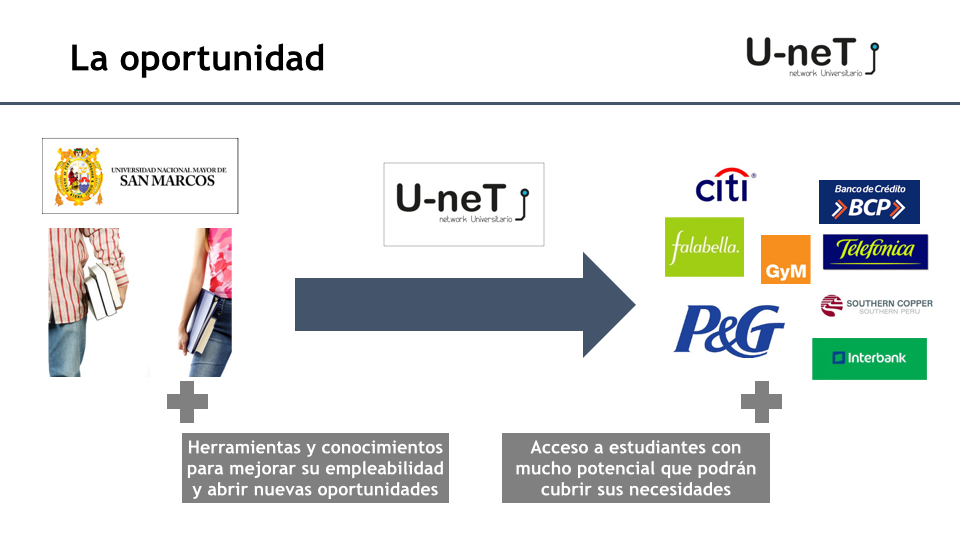 La oportunidad
U-neT
network Universitario
UNIVERSIDAD NACIONAL MAYOR DE
SAN MARCOS
U-neT
network Universitario
citi®
Banco de Crédito
BCP
falabella.
GyM
Telefónica
P&G
SOUTHERN COPPER
SOUTHERN PERU
Interbank
Herramientas y conocimientos
para mejorar su empleabilidad
y abrir nuevas oportunidades
Acceso a estudiantes con
mucho potencial que podrán
cubrir sus necesidades